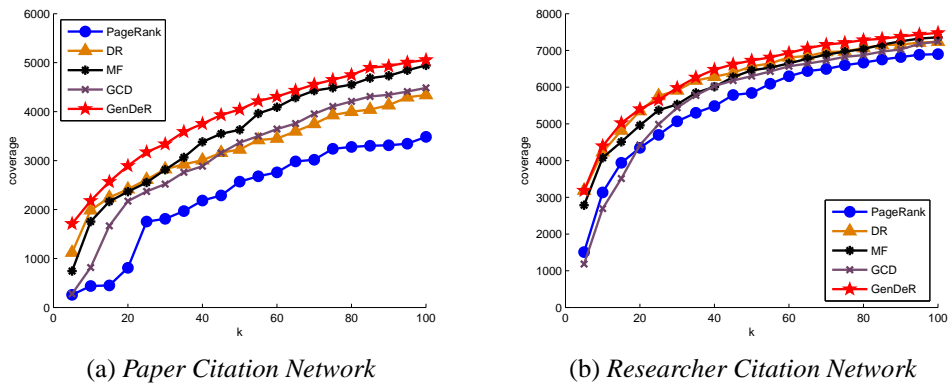 6000
5000
4000
3000
2000
1000
0
0 20 40 60 80 100
coverage
k
PageRank
DR
MF
GCD
GenDeR
(a) Paper Citation Network
8000
7000
6000
5000
4000
3000
2000
1000
0
0 20 40 60 80 100
coverage
k
PageRank
DR
MF
GCD
GenDeR
(b) Researcher Citation Network